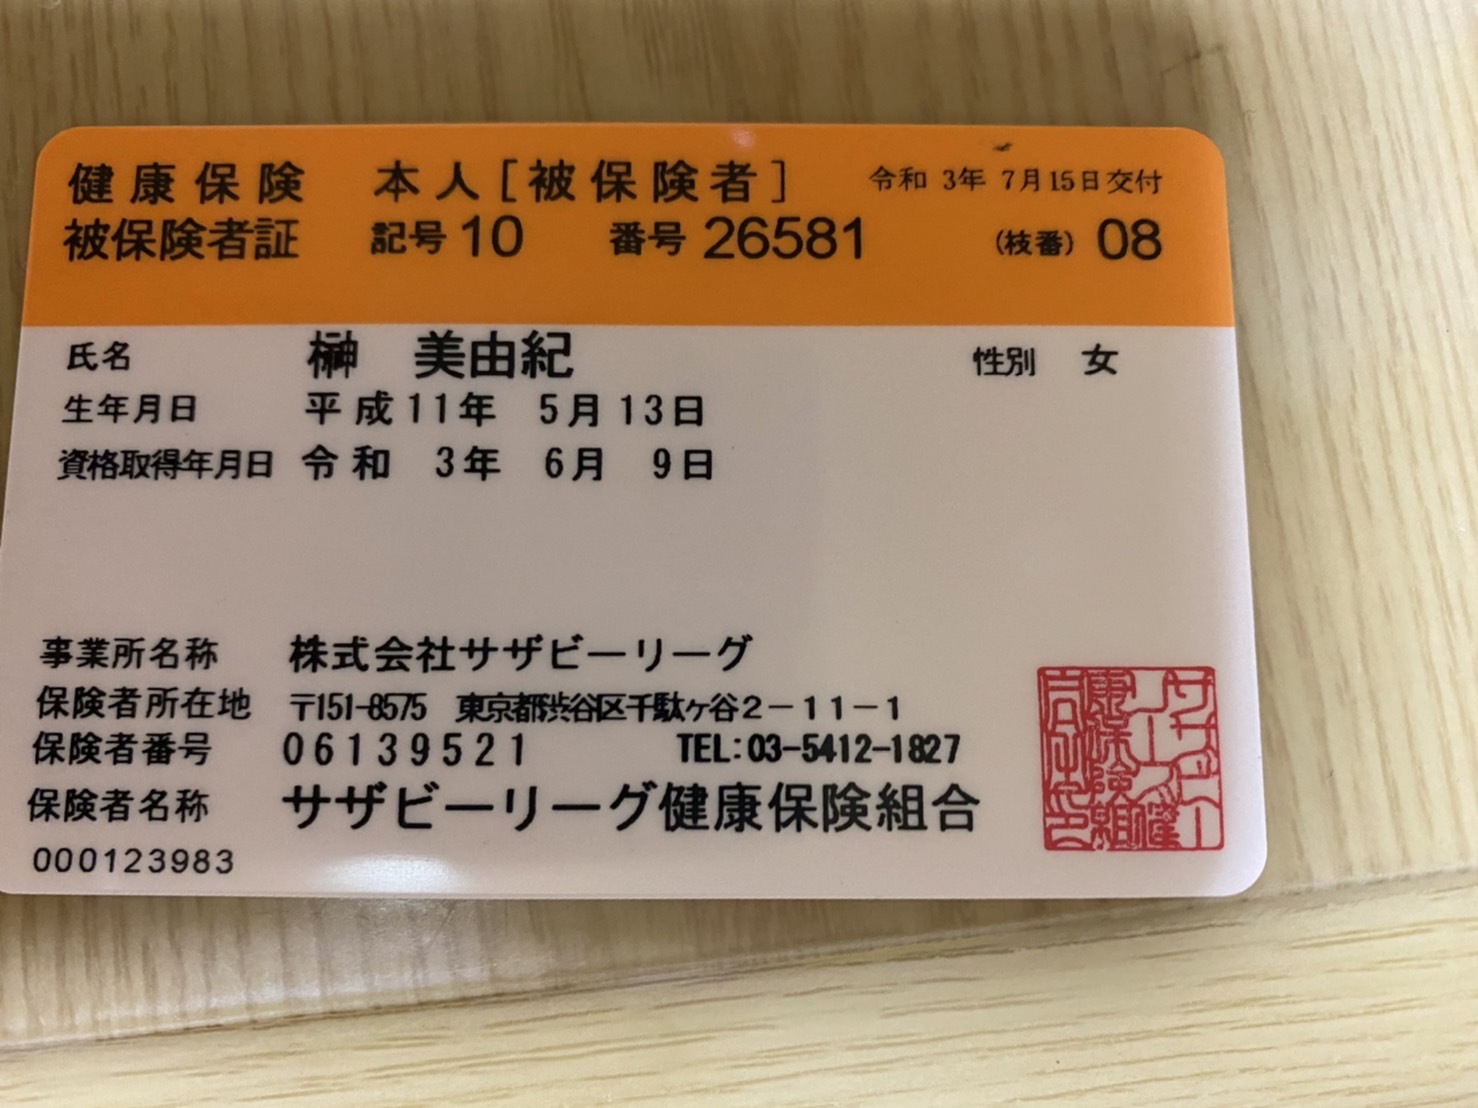 健康保険 本人[被保険者] 令和 3年 7月15日交付
被保険者証 記号 10 番号 26581 (枝番) 08
氏名 榊 美由紀 性別 女
生年月日 平成11年 5月13日
資格取得年月日 令和 3年 6月 9日
事業所名称 株式会社サザビーリーグ
保険者所在地 〒151-8575 東京都渋谷区千駄ヶ谷2-11-1
保険者番号 06139521 TEL:03-5412-1827
保険者名称 サザビーリーグ健康保険組合
000123983